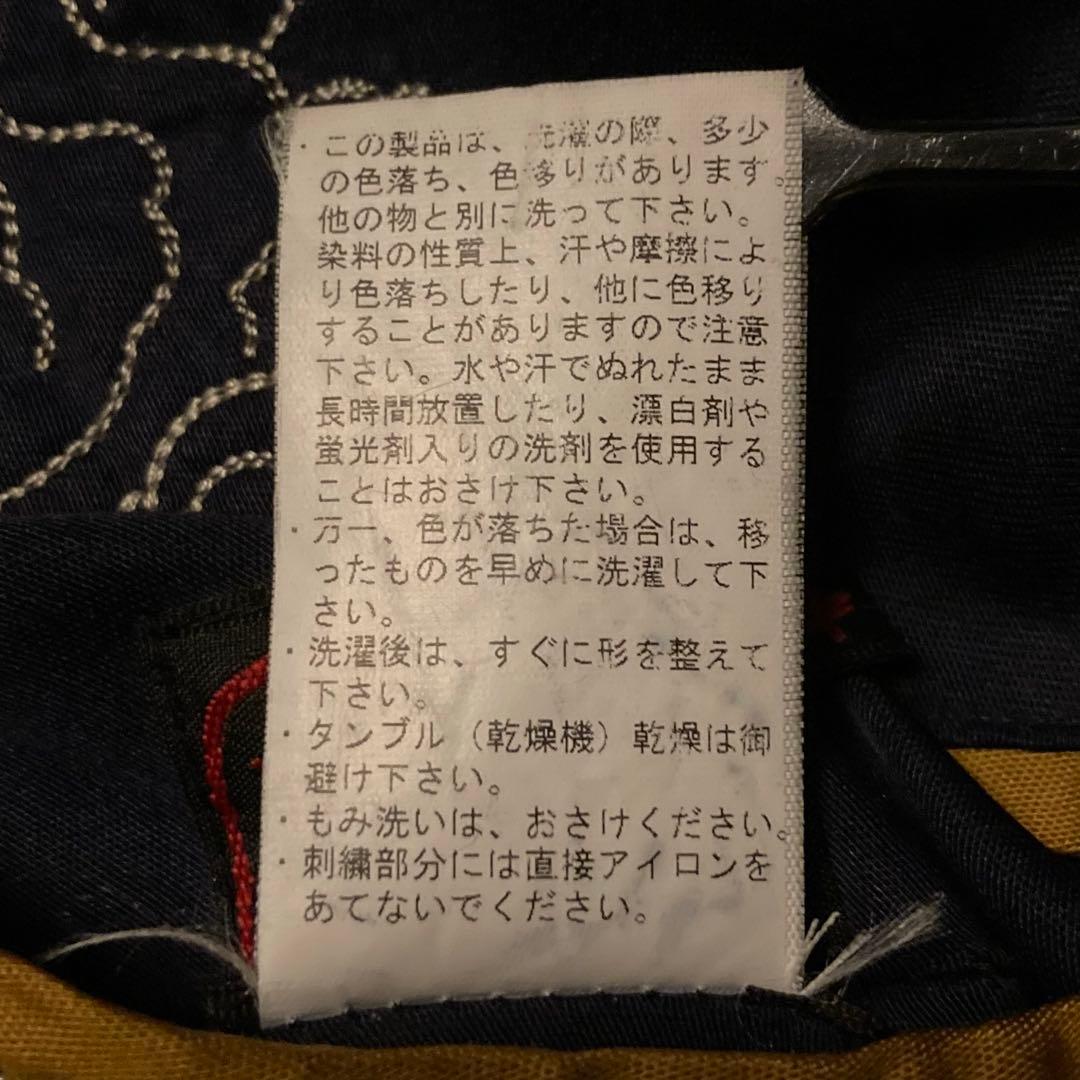 ・この製品は、洗濯の際、多少
の色落ち、色移りがあります。
他の物と別に洗って下さい。
染料の性質上、汗や摩擦によ
り色落ちしたり、他に色移り
することがありますので注意
下さい。水や汗でぬれたまま
長時間放置したり、漂白剤や
蛍光剤入りの洗剤を使用する
ことはおさけ下さい。
・万一、色が落ちた場合は、移
ったものを早めに洗濯して下
さい。
・洗濯後は、すぐに形を整えて
下さい。
・タンブル（乾燥機）乾燥は御
避け下さい。
・もみ洗いは、おさけください。
・刺繍部分には直接アイロンを
あてないでください。